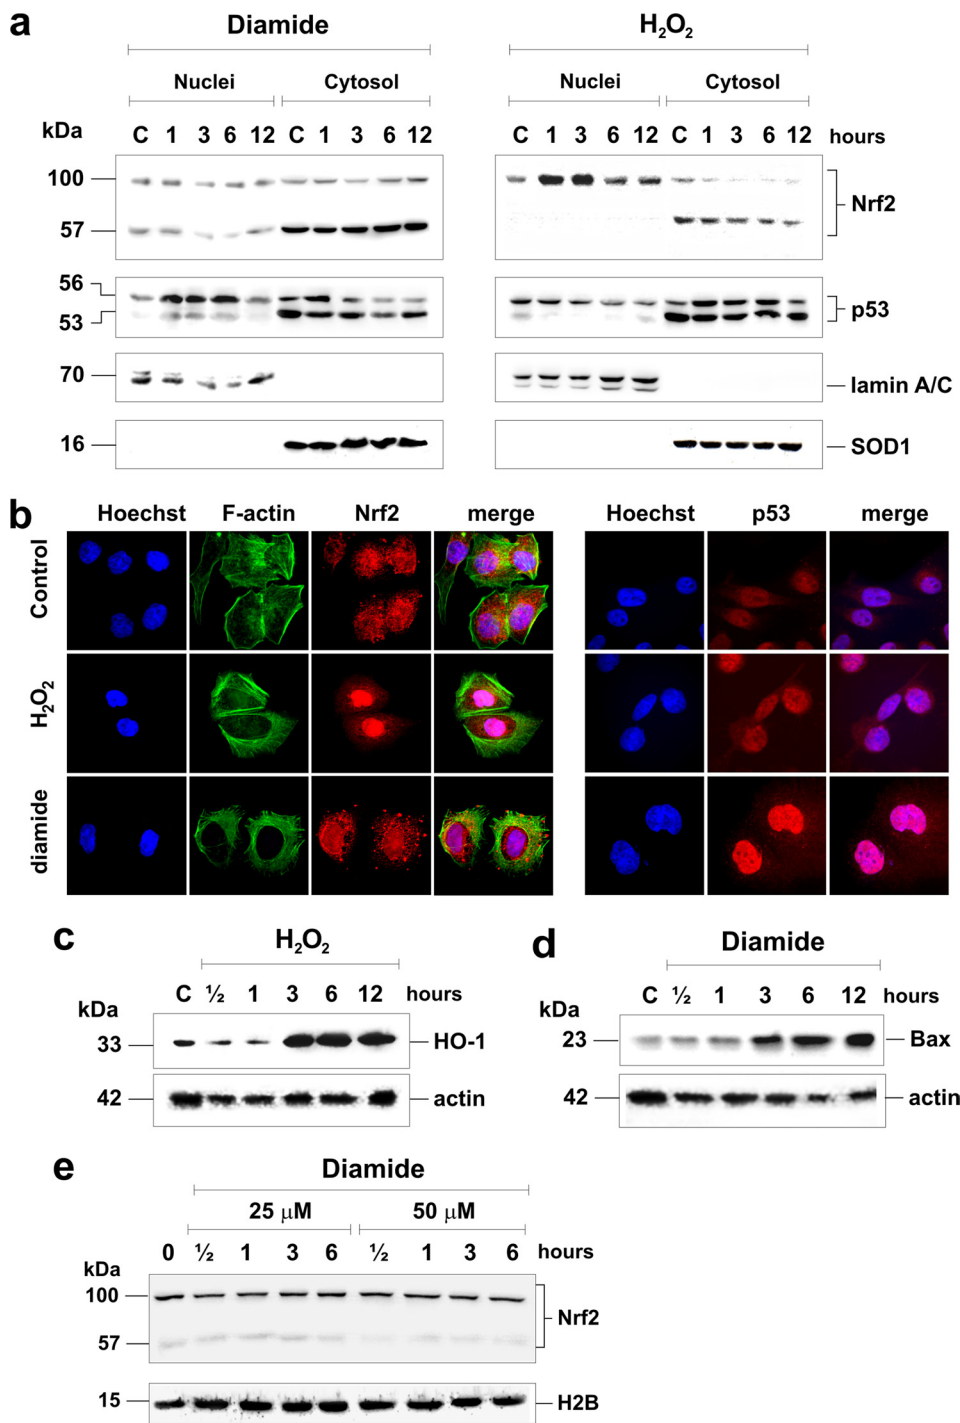 a
Diamide
H2O2
Nuclei Cytosol
Nuclei Cytosol
kDa C 1 3 6 12 C 1 3 6 12
C 1 3 6 12 C 1 3 6 12 hours
100
57
Nrf2
56
53
p53
70
lamin A/C
16
SOD1
b
Hoechst F-actin Nrf2 merge
Hoechst p53 merge
Control
H2O2
diamide
c
H2O2
kDa C ½ 1 3 6 12 hours
33 HO-1
42 actin
d
Diamide
kDa C ½ 1 3 6 12 hours
23 Bax
42 actin
e
Diamide
25 μM 50 μM
0 ½ 1 3 6 ½ 1 3 6 hours
kDa
100
57
Nrf2
15 H2B